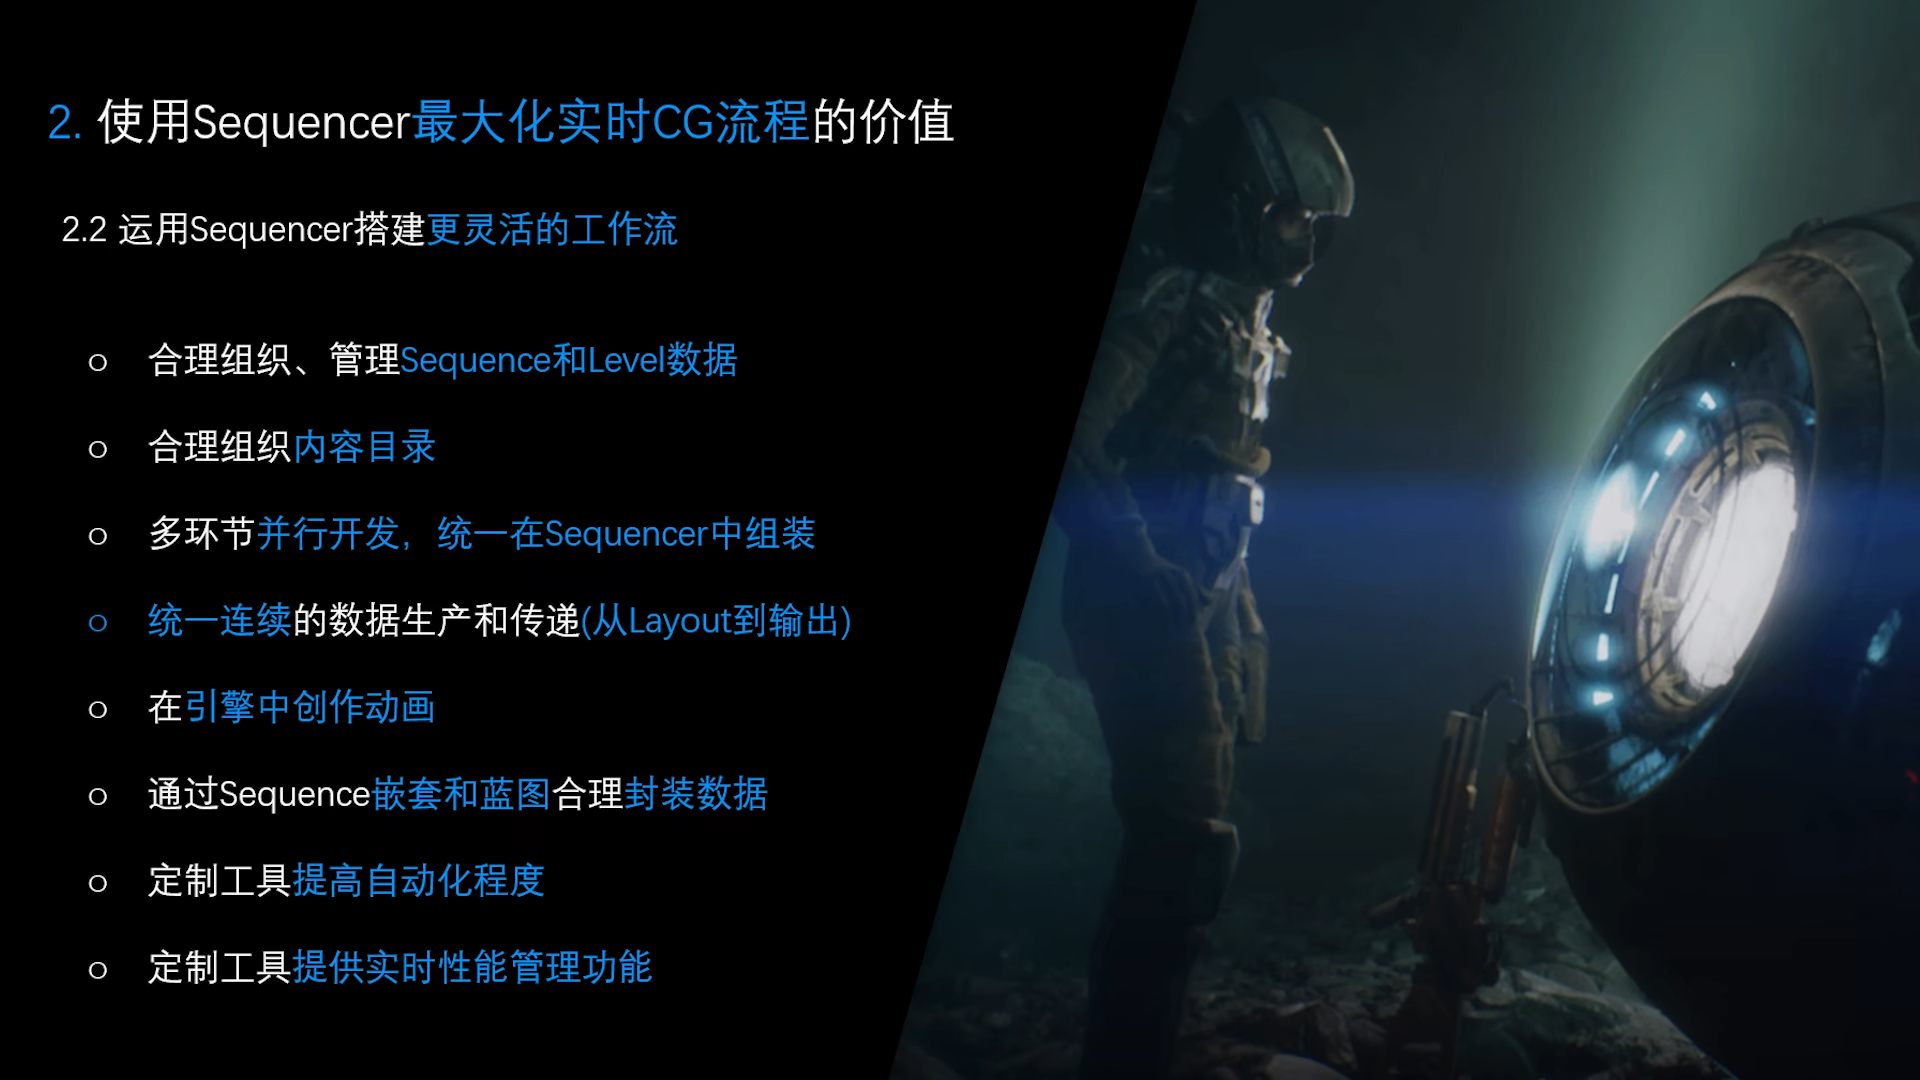 2. 使用Sequencer最大化实时CG流程的价值
2.2 运用Sequencer搭建更灵活的工作流
合理组织、管理Sequence和Level数据
合理组织内容目录
多环节并行开发，统一在Sequencer中组装
统一连续的数据生产和传递(从Layout到输出)
在引擎中创作动画
通过Sequence嵌套和蓝图合理封装数据
定制工具提高自动化程度
定制工具提供实时性能管理功能